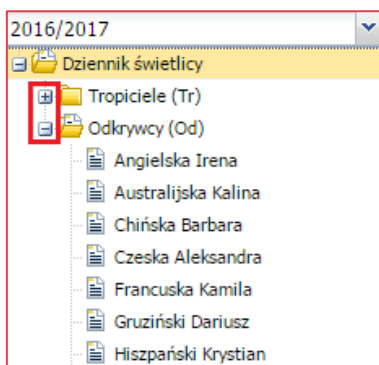 2016/2017
Dziennik świetlicy
Tropiciele (Tr)
Odkrywcy (Od)
Angielska Irena
Australijska Kalina
Chińska Barbara
Czeska Aleksandra
Francuska Kamila
Gruziński Dariusz
Hiszpański Krystian